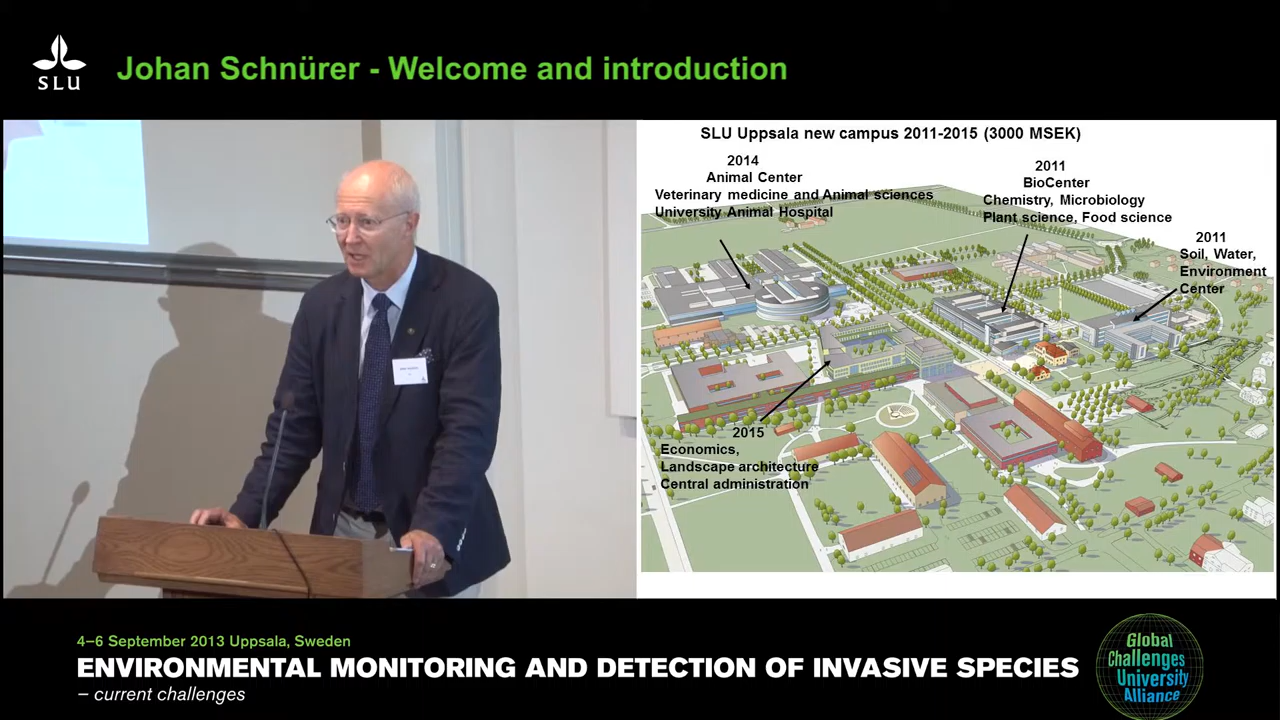 SLU
Johan Schnürer - Welcome and introduction
SLU Uppsala new campus 2011-2015 (3000 MSEK)
2014
Animal Center
Veterinary medicine and Animal sciences
University Animal Hospital
2011
BioCenter
Chemistry, Microbiology
Plant science, Food science
2011
Soil, Water,
Environment
Center
2015
Economics,
Landscape architecture
Central administration
4–6 September 2013 Uppsala, Sweden
ENVIRONMENTAL MONITORING AND DETECTION OF INVASIVE SPECIES
– current challenges
Global
Challenges
University
Alliance